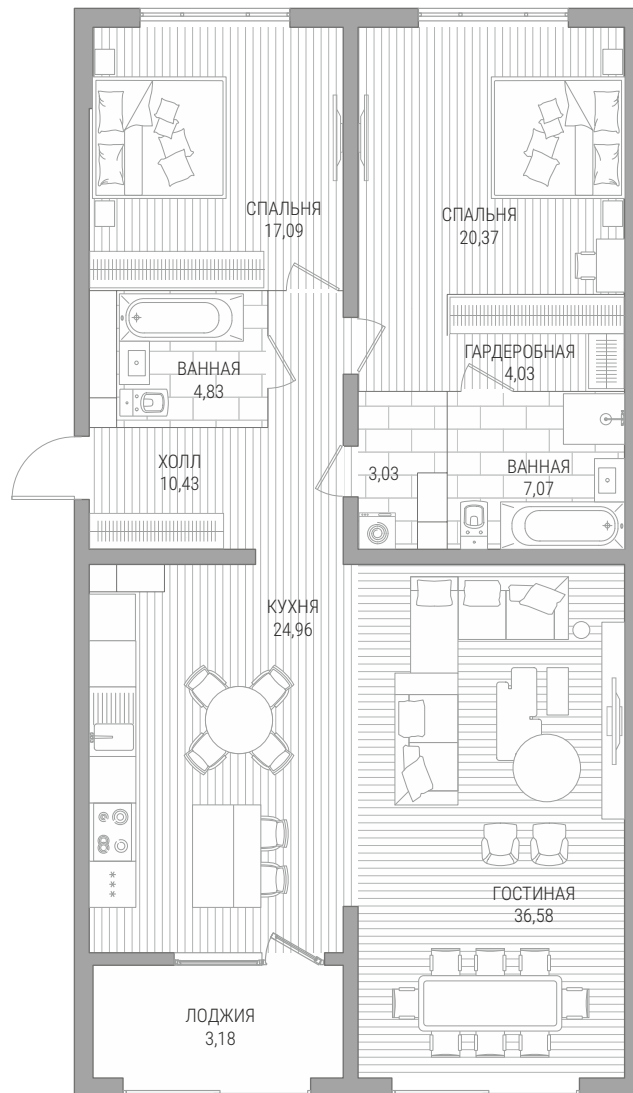 СПАЛЬНЯ
17,09
СПАЛЬНЯ
20,37
ГАРДЕРОБНАЯ
4,03
ВАННАЯ
4,83
ХОЛЛ
10,43
3,03
ВАННАЯ
7,07
КУХНЯ
24,96
ГОСТИНАЯ
36,58
ЛОДЖИЯ
3,18